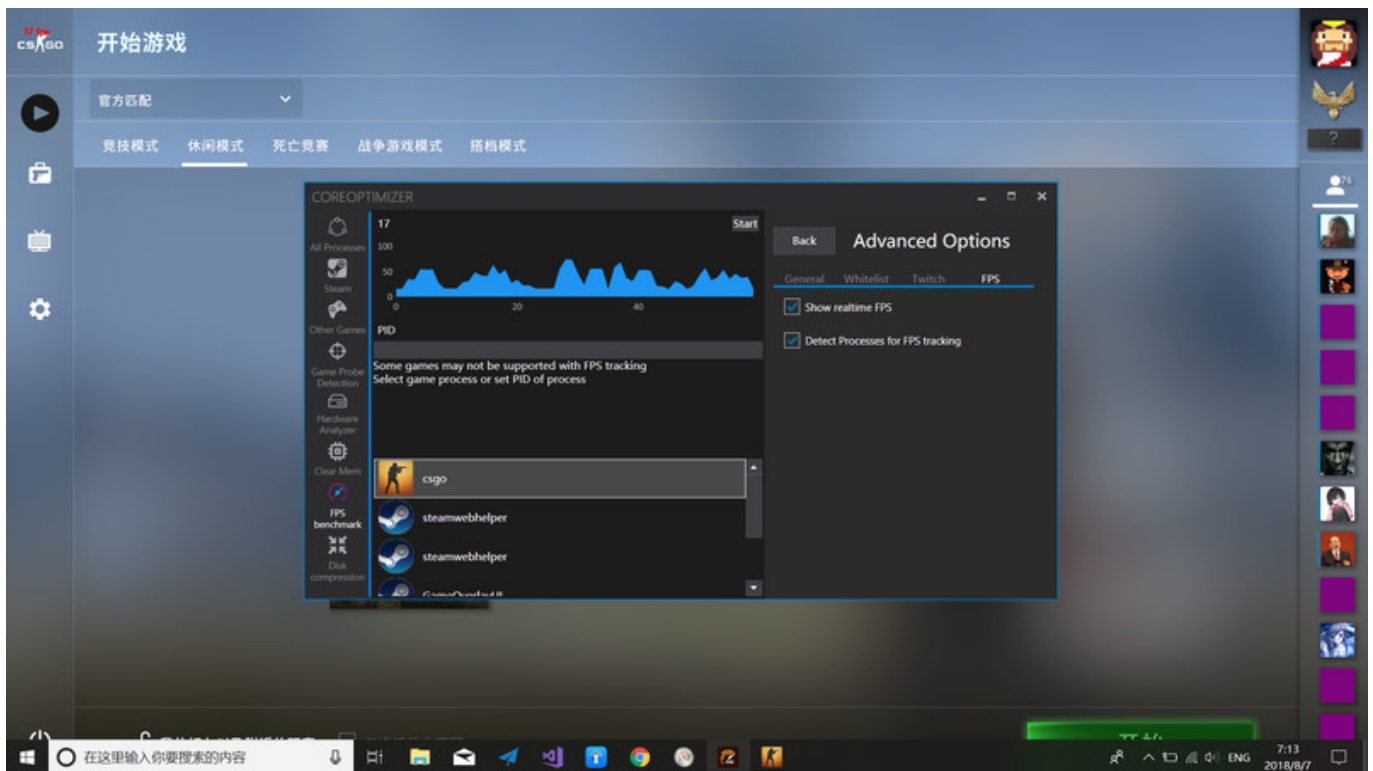 17 fps
CS GO
开始游戏
官方匹配
竞技模式 休闲模式 死亡竞赛 战争游戏模式 搭档模式
?
76
COREOPTIMIZER
All Processes
Steam
Other Games
Game Probe
Detection
Hardware
Analyzer
Clear Mem
FPS
benchmark
Disk
compression
17
Start
100
50
0
0 20 40
PID
Some games may not be supported with FPS tracking
Select game process or set PID of process
csgo
steamwebhelper
steamwebhelper
GameOverlayUI
Back
Advanced Options
General Whitelist Twitch FPS
Show realtime FPS
Detect Processes for FPS tracking
在这里输入你要搜索的内容
ENG
7:13
2018/8/7